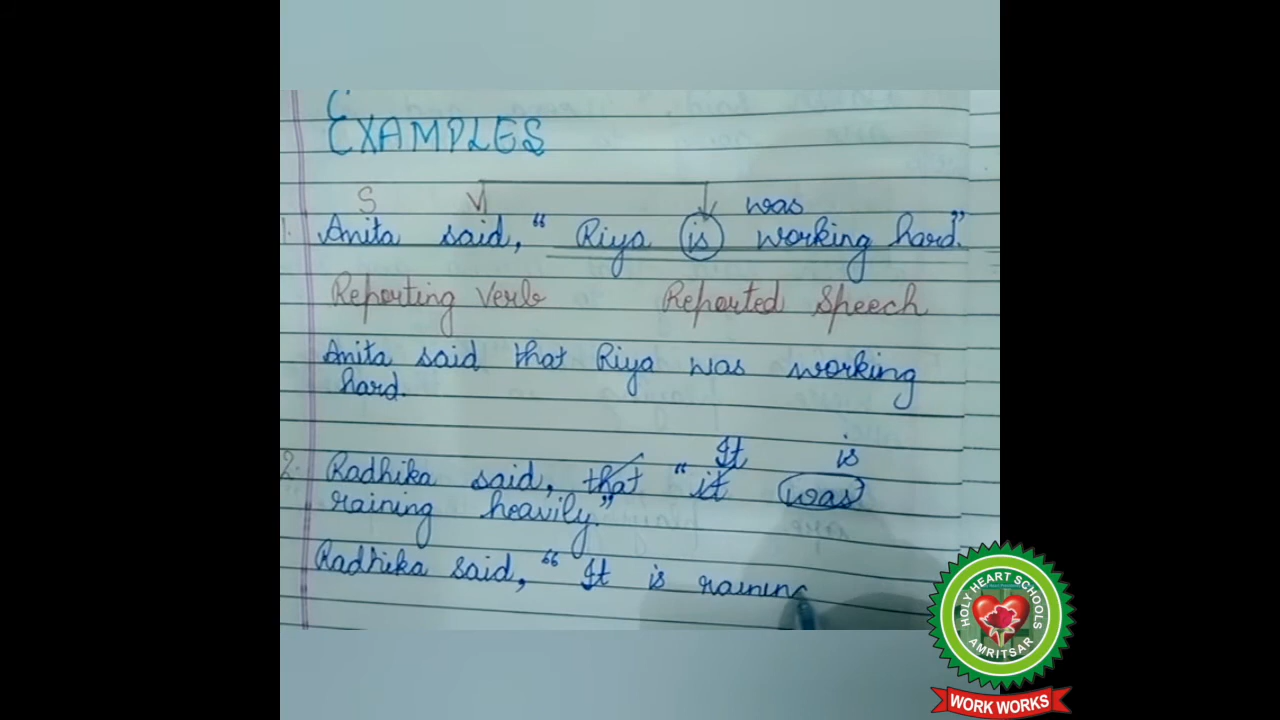 EXAMPLES
S V was
1. Anita said, “ Riya is working hard.”
Reporting Verb Reported Speech
Anita said that Riya was working
hard.
It is
2. Radhika said, that “it was
raining heavily.”
Radhika said, “ It is raining
HOLY HEART SCHOOLS
AMRITSAR
WORK WORKS